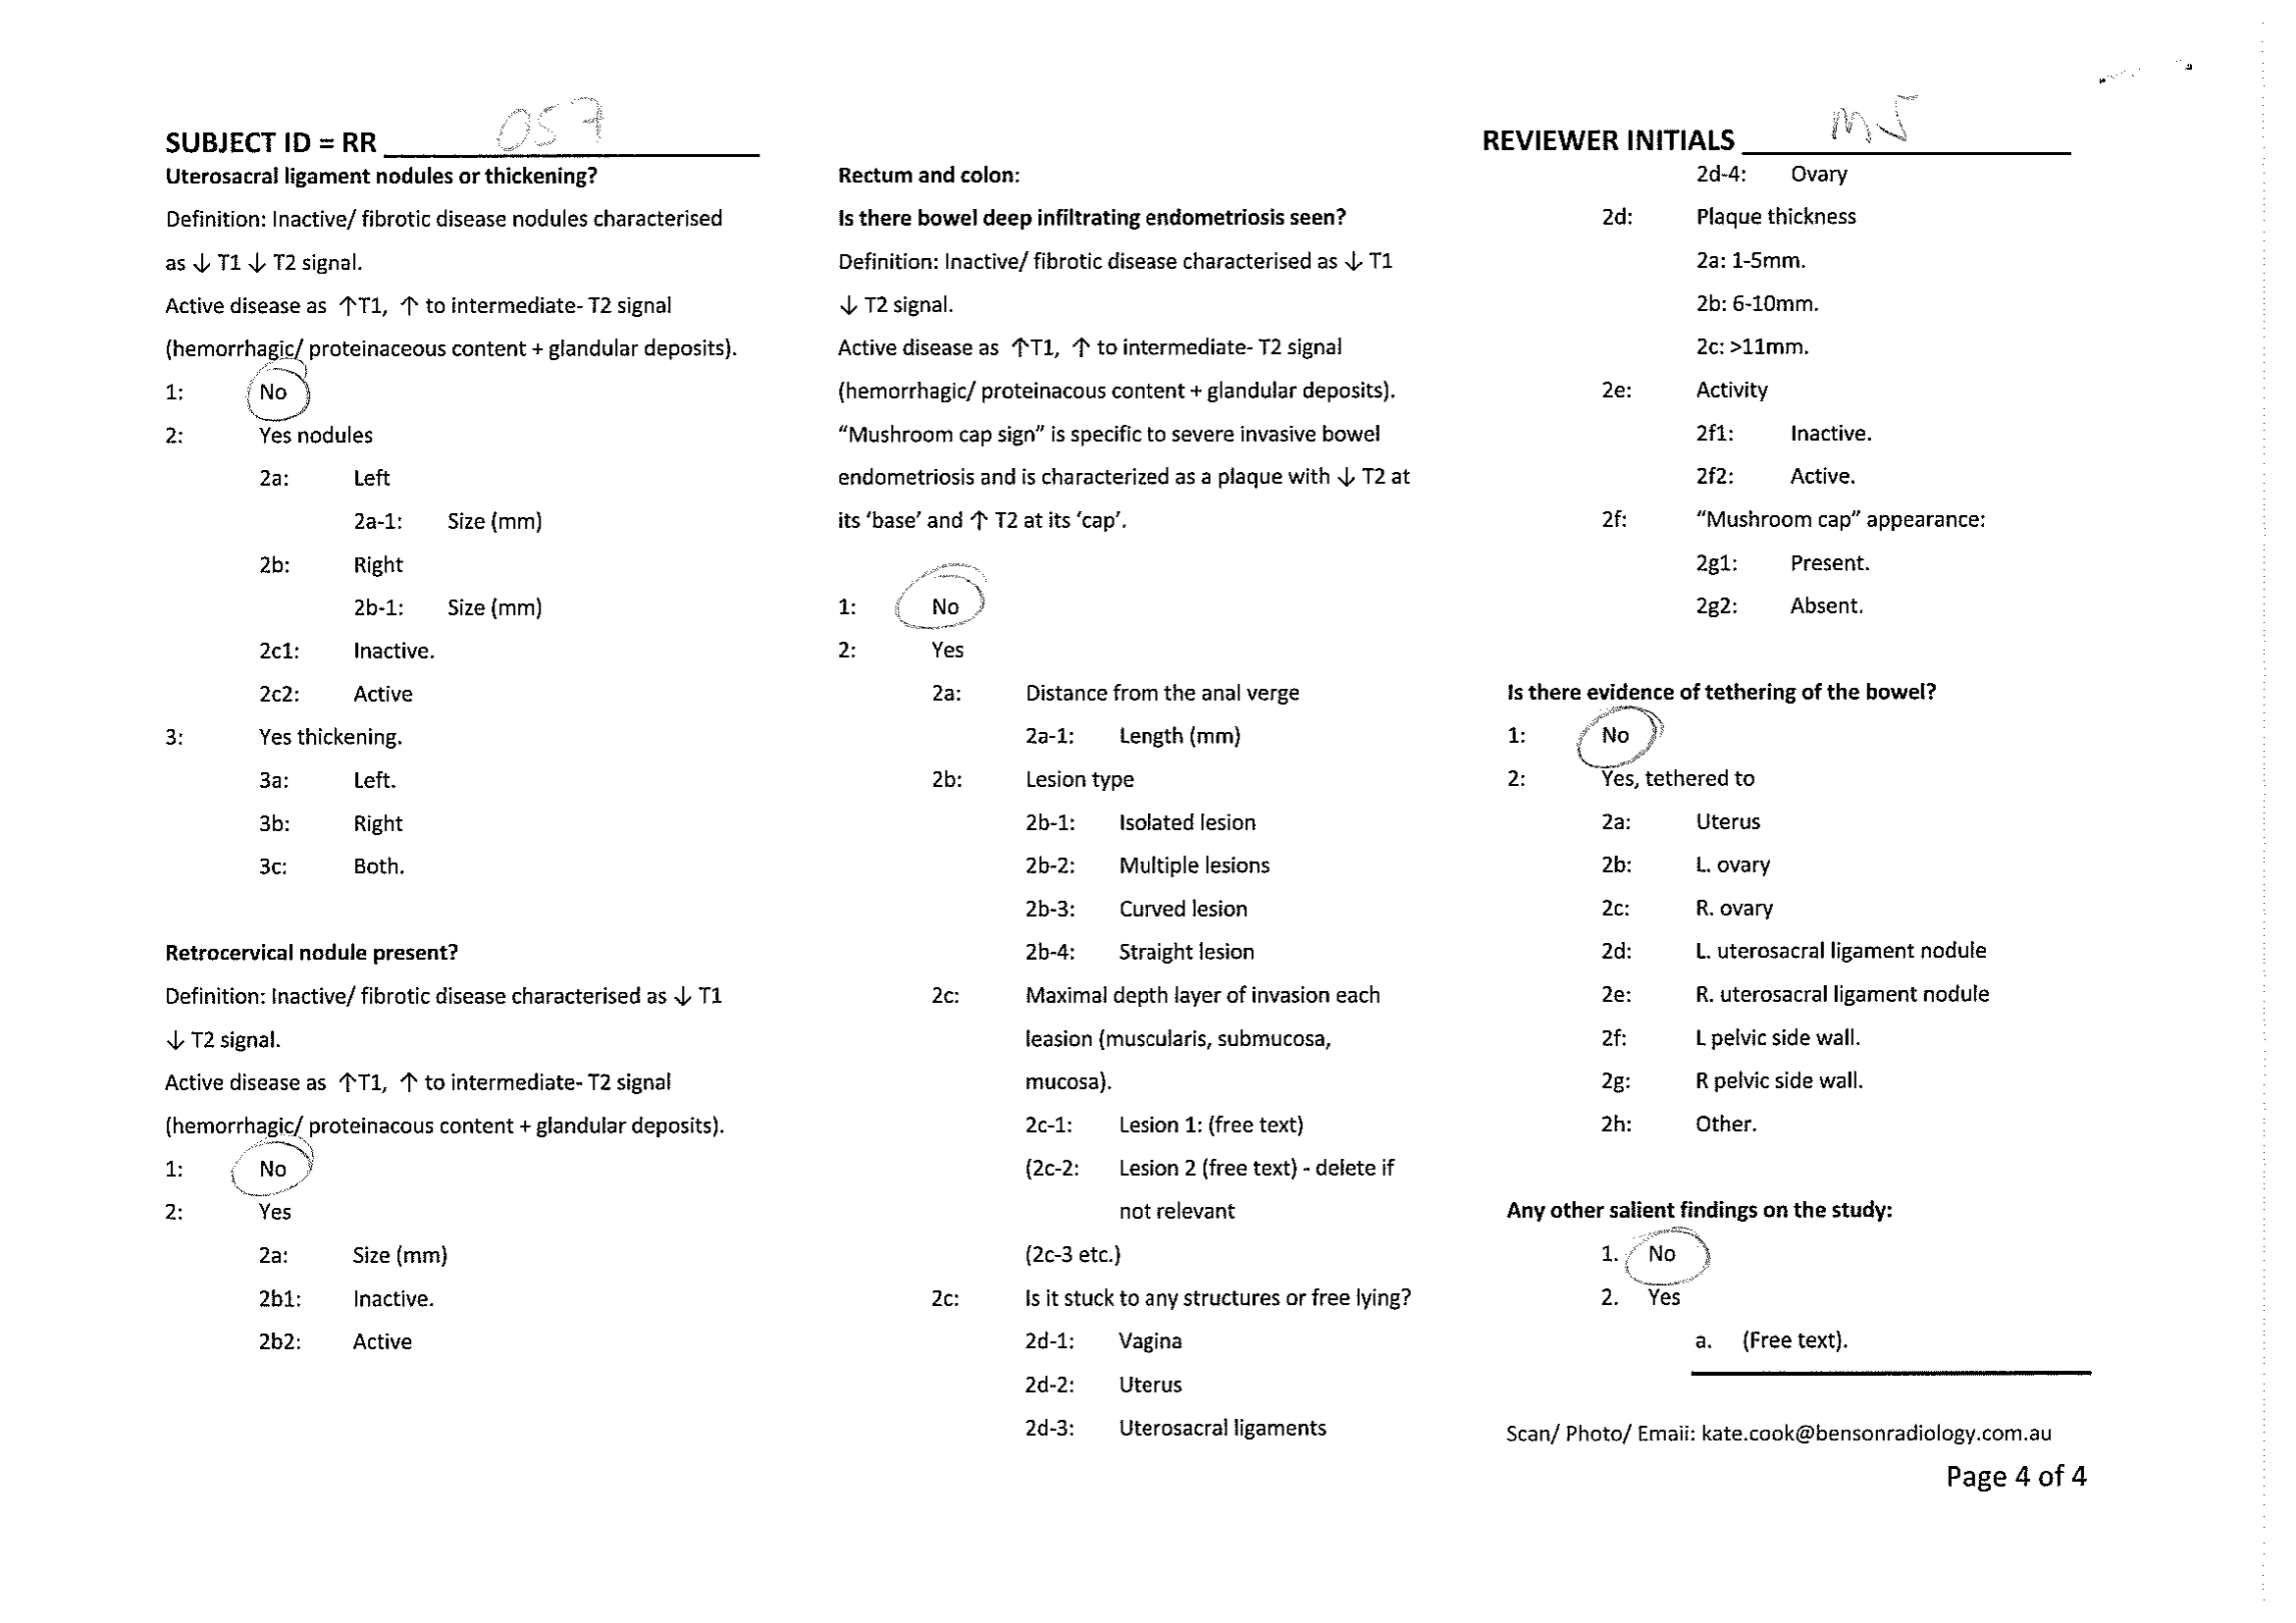 SUBJECT ID = RR 057
REVIEWER INITIALS MJ
Uterosacral ligament nodules or thickening?
Definition: Inactive/ fibrotic disease nodules characterised
as ↓ T1 ↓ T2 signal.
Active disease as ↑T1, ↑ to intermediate- T2 signal
(hemorrhagic/ proteinaceous content + glandular deposits).
1: No
2: Yes nodules
2a: Left
2a-1: Size (mm)
2b: Right
2b-1: Size (mm)
2c1: Inactive.
2c2: Active
3: Yes thickening.
3a: Left.
3b: Right
3c: Both.
Retrocervical nodule present?
Definition: Inactive/ fibrotic disease characterised as ↓ T1
↓ T2 signal.
Active disease as ↑T1, ↑ to intermediate- T2 signal
(hemorrhagic/ proteinacous content + glandular deposits).
1: No
2: Yes
2a: Size (mm)
2b1: Inactive.
2b2: Active
Rectum and colon:
Is there bowel deep infiltrating endometriosis seen?
Definition: Inactive/ fibrotic disease characterised as ↓ T1
↓ T2 signal.
Active disease as ↑T1, ↑ to intermediate- T2 signal
(hemorrhagic/ proteinacous content + glandular deposits).
“Mushroom cap sign” is specific to severe invasive bowel
endometriosis and is characterized as a plaque with ↓ T2 at
its ‘base’ and ↑ T2 at its ‘cap’.
1: No
2: Yes
2a: Distance from the anal verge
2a-1: Length (mm)
2b: Lesion type
2b-1: Isolated lesion
2b-2: Multiple lesions
2b-3: Curved lesion
2b-4: Straight lesion
2c: Maximal depth layer of invasion each
leasion (muscularis, submucosa,
mucosa).
2c-1: Lesion 1: (free text)
(2c-2: Lesion 2 (free text) - delete if
not relevant
(2c-3 etc.)
2c: Is it stuck to any structures or free lying?
2d-1: Vagina
2d-2: Uterus
2d-3: Uterosacral ligaments
2d-4: Ovary
2d: Plaque thickness
2a: 1-5mm.
2b: 6-10mm.
2c: >11mm.
2e: Activity
2f1: Inactive.
2f2: Active.
2f: “Mushroom cap” appearance:
2g1: Present.
2g2: Absent.
Is there evidence of tethering of the bowel?
1: No
2: Yes, tethered to
2a: Uterus
2b: L. ovary
2c: R. ovary
2d: L. uterosacral ligament nodule
2e: R. uterosacral ligament nodule
2f: L pelvic side wall.
2g: R pelvic side wall.
2h: Other.
Any other salient findings on the study:
1. No
2. Yes
a. (Free text).
Scan/ Photo/ Email: kate.cook@bensonradiology.com.au
Page 4 of 4